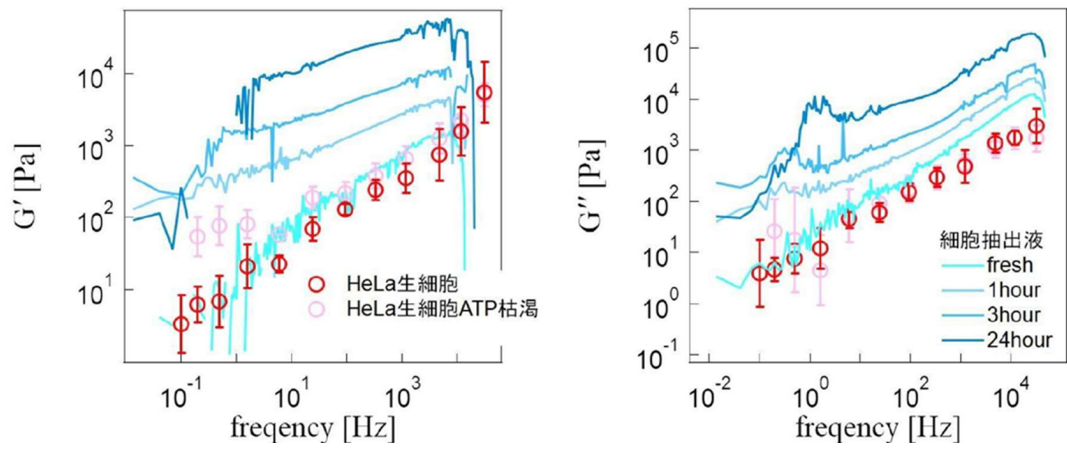 G′ [Pa]
10⁴
10³
10²
10¹
10⁻¹
10⁰
10¹
10³
freqency [Hz]
HeLa生細胞
HeLa生細胞ATP枯渇
G″ [Pa]
10⁵
10⁴
10³
10²
10¹
10⁰
10⁻¹
10⁻²
10⁰
10²
10⁴
freqency [Hz]
細胞抽出液
fresh
1hour
3hour
24hour